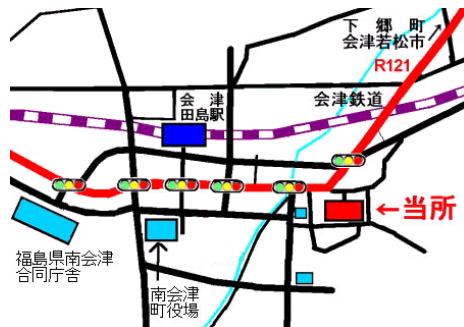 下郷町
会津若松市
R121
会津
田島駅
会津鉄道
←当所
福島県南会津
合同庁舎
南会津
町役場